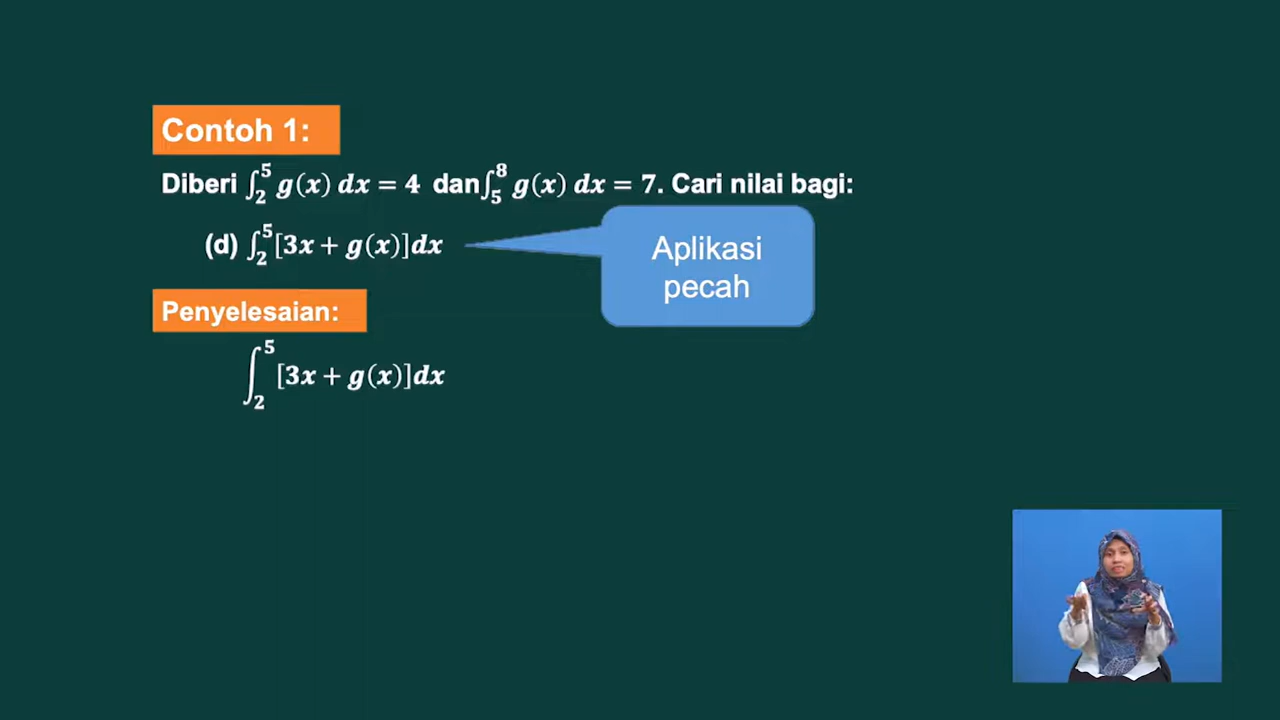 Contoh 1:
Diberi ∫₂⁵ g(x) dx = 4 dan ∫₅⁸ g(x) dx = 7. Cari nilai bagi:
(d) ∫₂⁵[3x + g(x)]dx
Aplikasi
pecah
Penyelesaian:
∫₂⁵ [3x + g(x)]dx